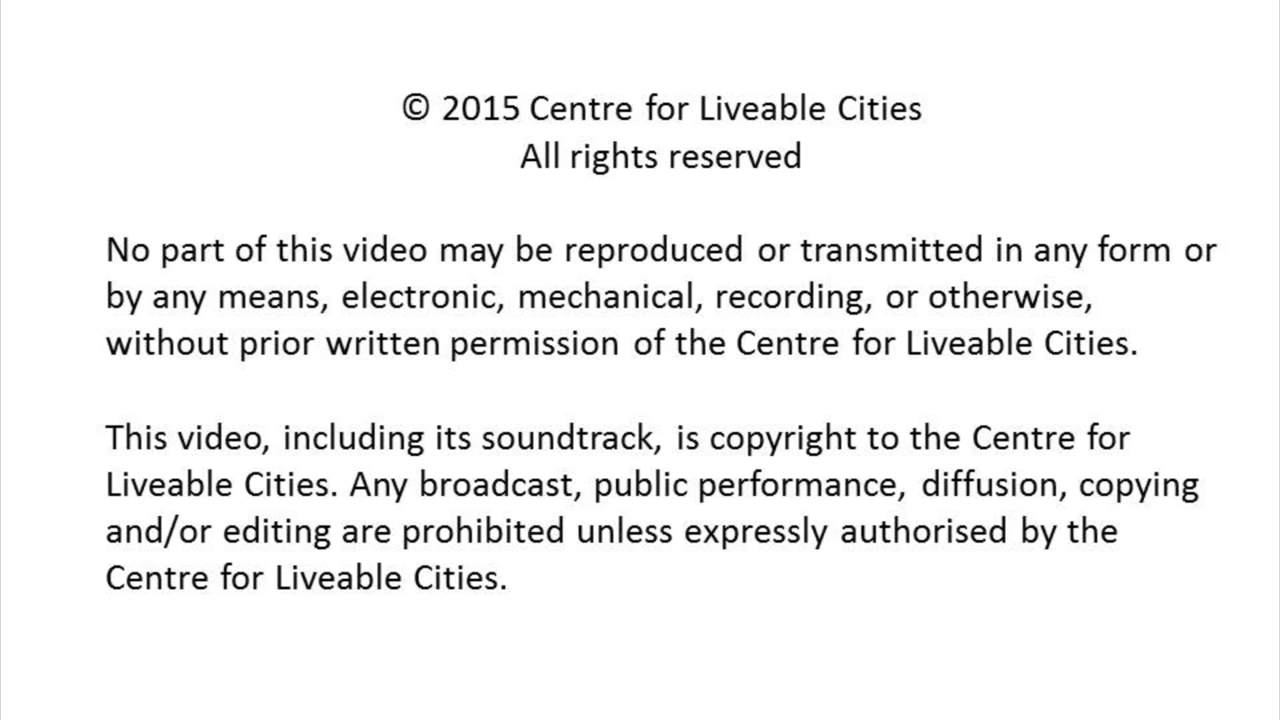 © 2015 Centre for Liveable Cities
All rights reserved
No part of this video may be reproduced or transmitted in any form or
by any means, electronic, mechanical, recording, or otherwise,
without prior written permission of the Centre for Liveable Cities.
This video, including its soundtrack, is copyright to the Centre for
Liveable Cities. Any broadcast, public performance, diffusion, copying
and/or editing are prohibited unless expressly authorised by the
Centre for Liveable Cities.